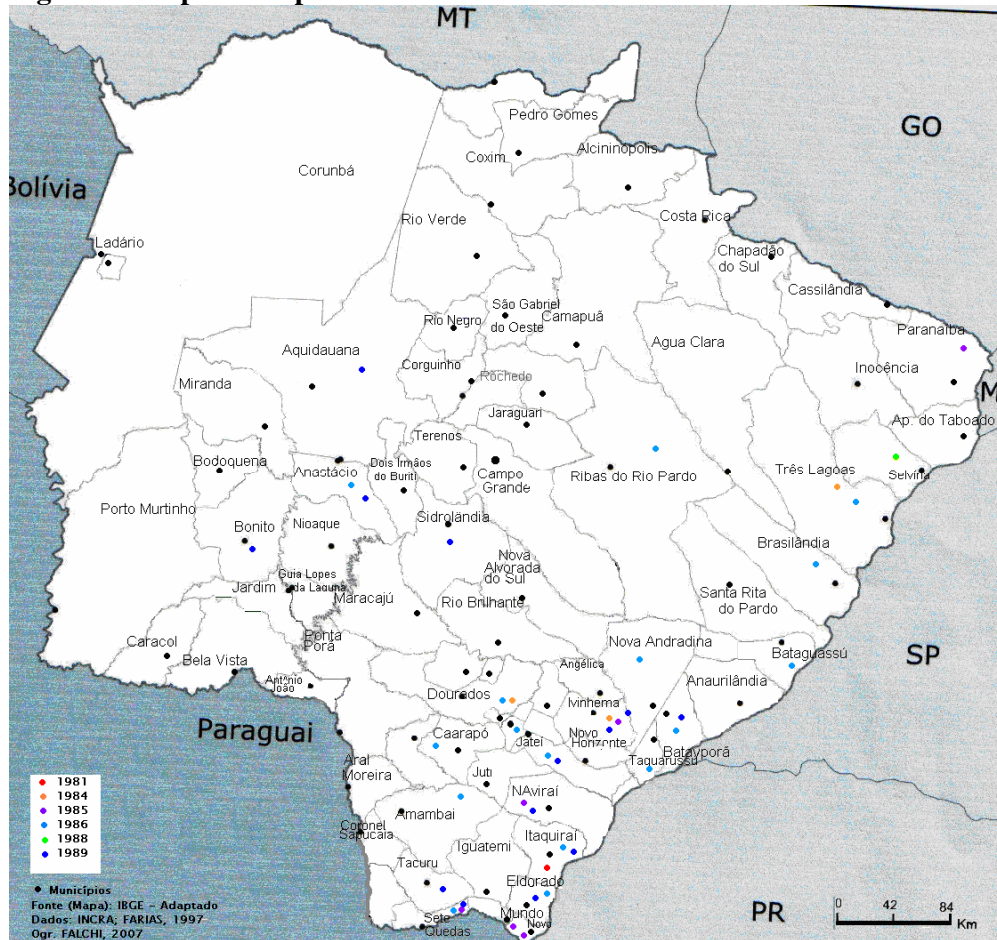 MT
Pedro Gomes
GO
Coxim
Alcininópolis
Corunbá
Bolívia
Rio Verde
Costa Rica
Ladário
Chapadão
do Sul
Cassilândia
São Gabriel
do Oeste
Rio Negro
Camapuã
Paranaíba
Agua Clara
Aquidauana
Corguinho
Rochedo
Inocência
Miranda
M
Jaraguari
Ap. do Taboado
Terenos
Bodoquena
Anastácio
Dois Irmãos
do Buriti
Campo
Grande
Ribas do Rio Pardo
Três Lagoas
Selvíria
Porto Murtinho
Sidrolândia
Bonito
Nioaque
Nova
Alvorada
do Sul
Brasilândia
Guia Lopes
da Laguna
Jardim
Maracajú
Rio Brilhante
Santa Rita
do Pardo
Ponta
Porã
Nova Andradina
Caracol
Bela Vista
Angélica
Bataguassú
SP
Antônio
João
Dourados
Ivinhema
Anaurilândia
Paraguai
Caarapó
Jateí
Novo
Horizonte
Batayporã
Taquarussú
Aral
Moreira
Juti
NAviraí
1981
1984
1985
1986
1988
1989
Amambai
Coronel
Sapucaia
Itaquiraí
Iguatemi
Tacuru
Eldorado
Municípios
Fonte (Mapa): IBGE - Adaptado
Dados: INCRA; FARIAS, 1997
Ogr. FALCHI, 2007
Sete
Quedas
Mundo
Novo
PR
0 42 84
Km